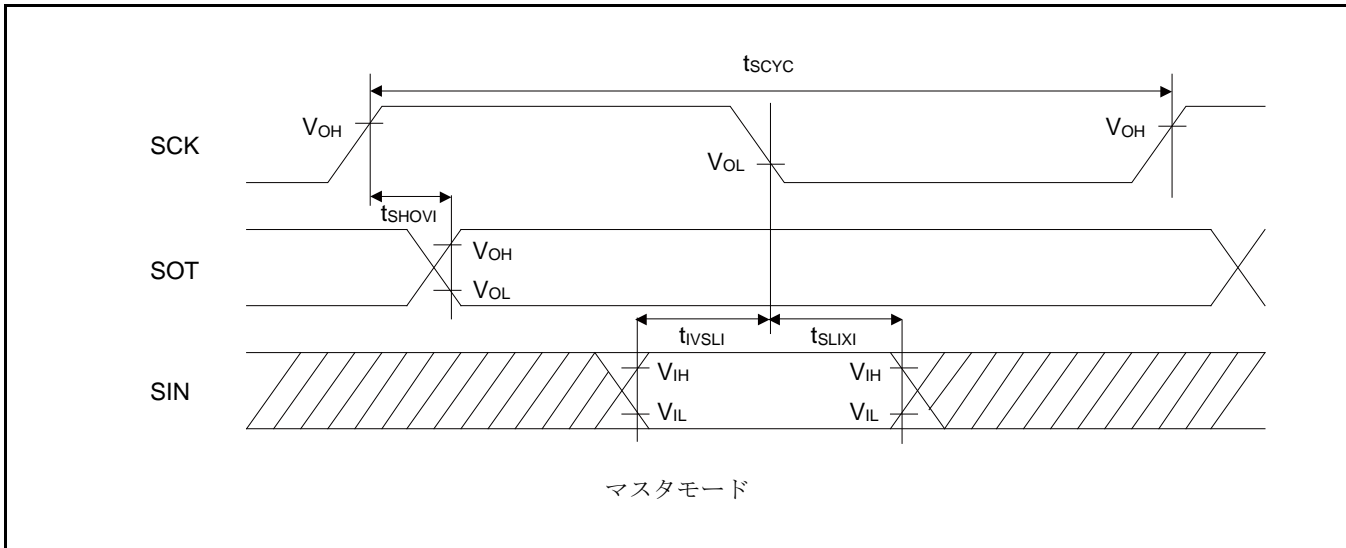 tSCYC
VOH
VOH
SCK
VOL
tSHOVI
VOH
SOT
VOL
tIVSLI
tSLIXI
VIH
VIH
SIN
VIL
VIL
マスタモード